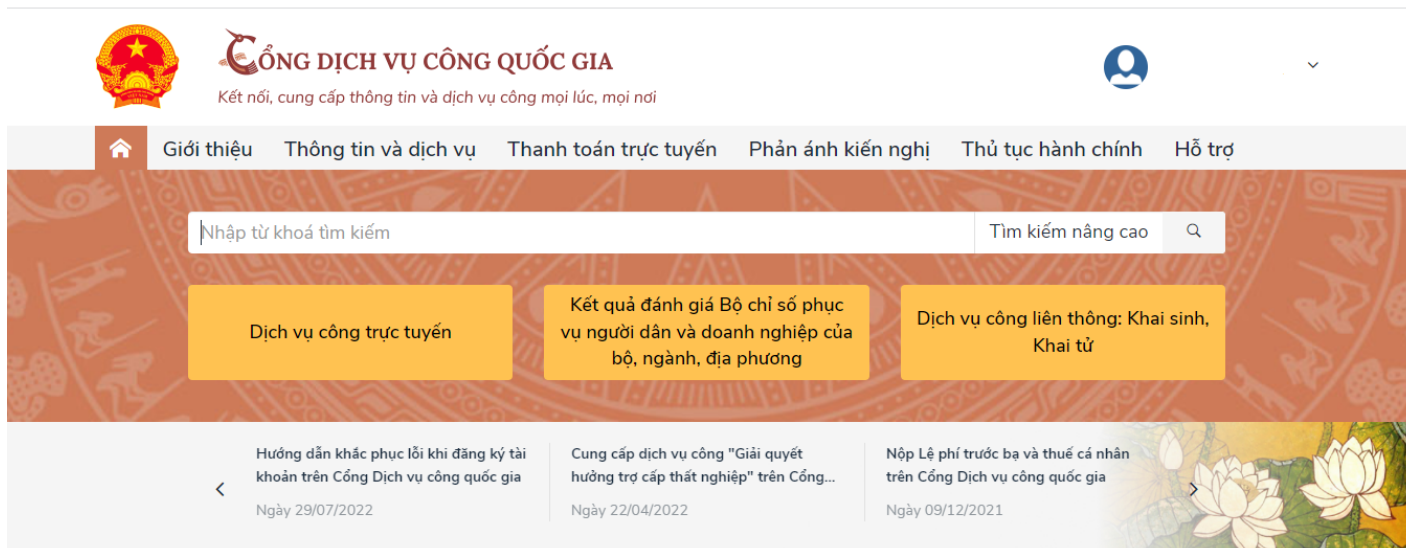 CỔNG DỊCH VỤ CÔNG QUỐC GIA
Kết nối, cung cấp thông tin và dịch vụ công mọi lúc, mọi nơi
Giới thiệu Thông tin và dịch vụ Thanh toán trực tuyến Phản ánh kiến nghị Thủ tục hành chính Hỗ trợ
Nhập từ khoá tìm kiếm Tìm kiếm nâng cao
Dịch vụ công trực tuyến
Kết quả đánh giá Bộ chỉ số phục
vụ người dân và doanh nghiệp của
bộ, ngành, địa phương
Dịch vụ công liên thông: Khai sinh,
Khai tử
Hướng dẫn khắc phục lỗi khi đăng ký tài
khoản trên Cổng Dịch vụ công quốc gia
Ngày 29/07/2022
Cung cấp dịch vụ công "Giải quyết
hưởng trợ cấp thất nghiệp" trên Cổng...
Ngày 22/04/2022
Nộp Lệ phí trước bạ và thuế cá nhân
trên Cổng Dịch vụ công quốc gia
Ngày 09/12/2021